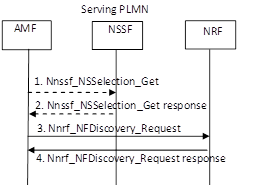 Serving PLMN
AMF NSSF NRF
1. Nnssf_NSSelection_Get
2. Nnssf_NSSelection_Get response
3. Nnrf_NFDiscovery_Request
4. Nnrf_NFDiscovery_Request response